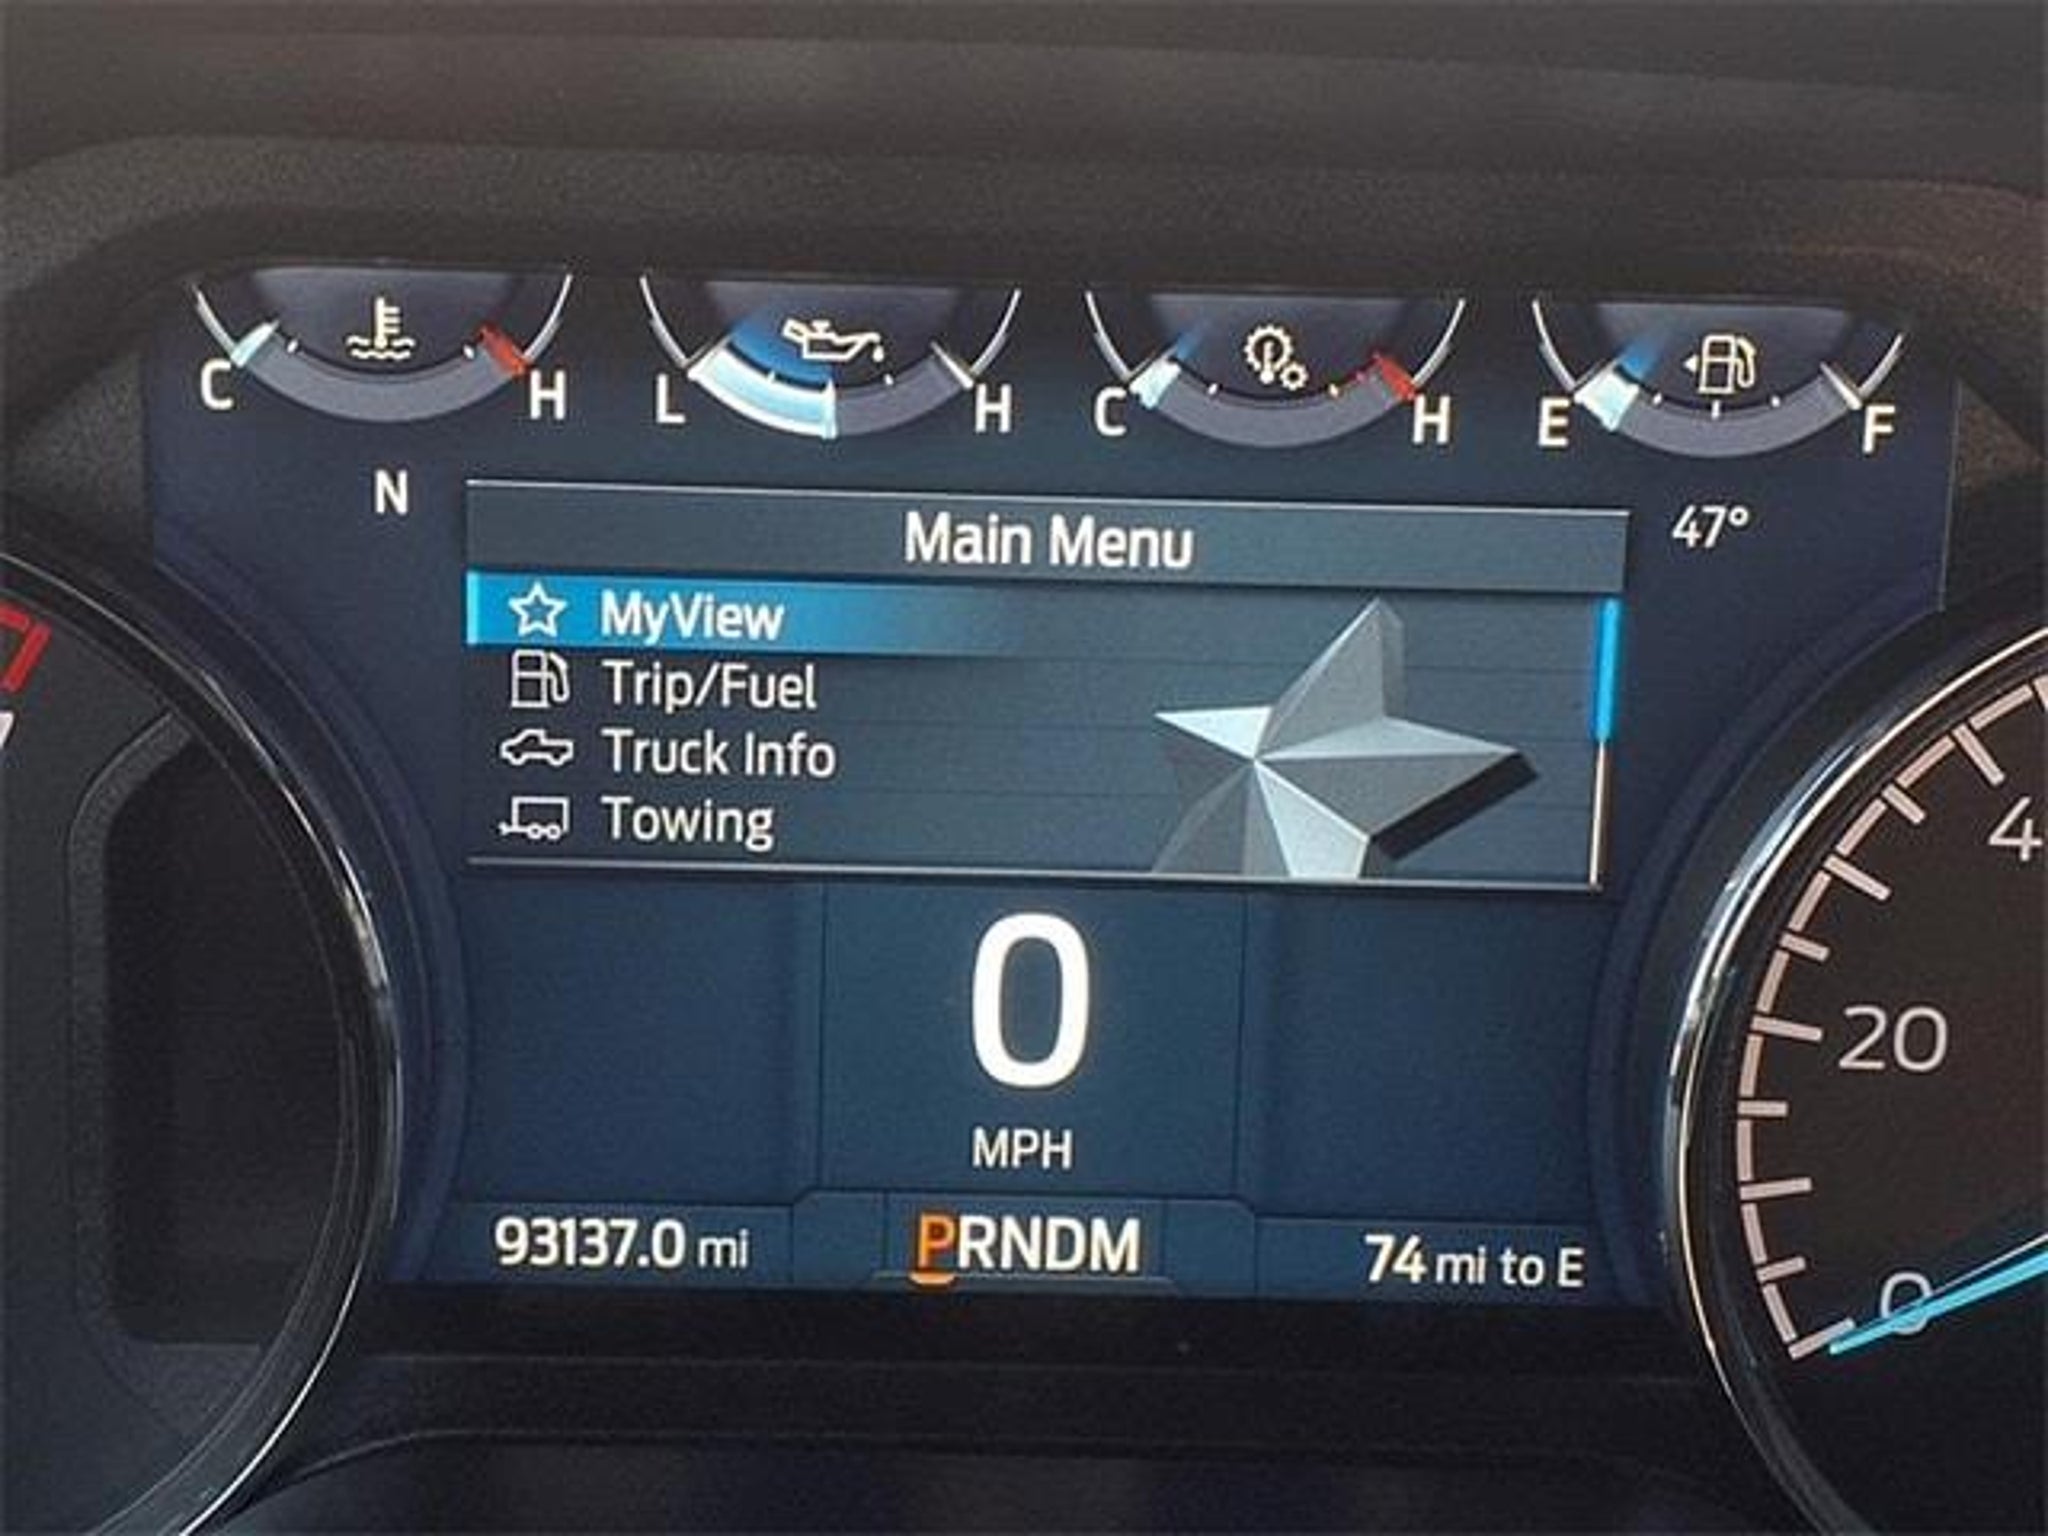 C H L H C H E F
N
47°
Main Menu
MyView
Trip/Fuel
Truck Info
Towing
0
MPH
93137.0 mi
PRNDM
74 mi to E
20
0